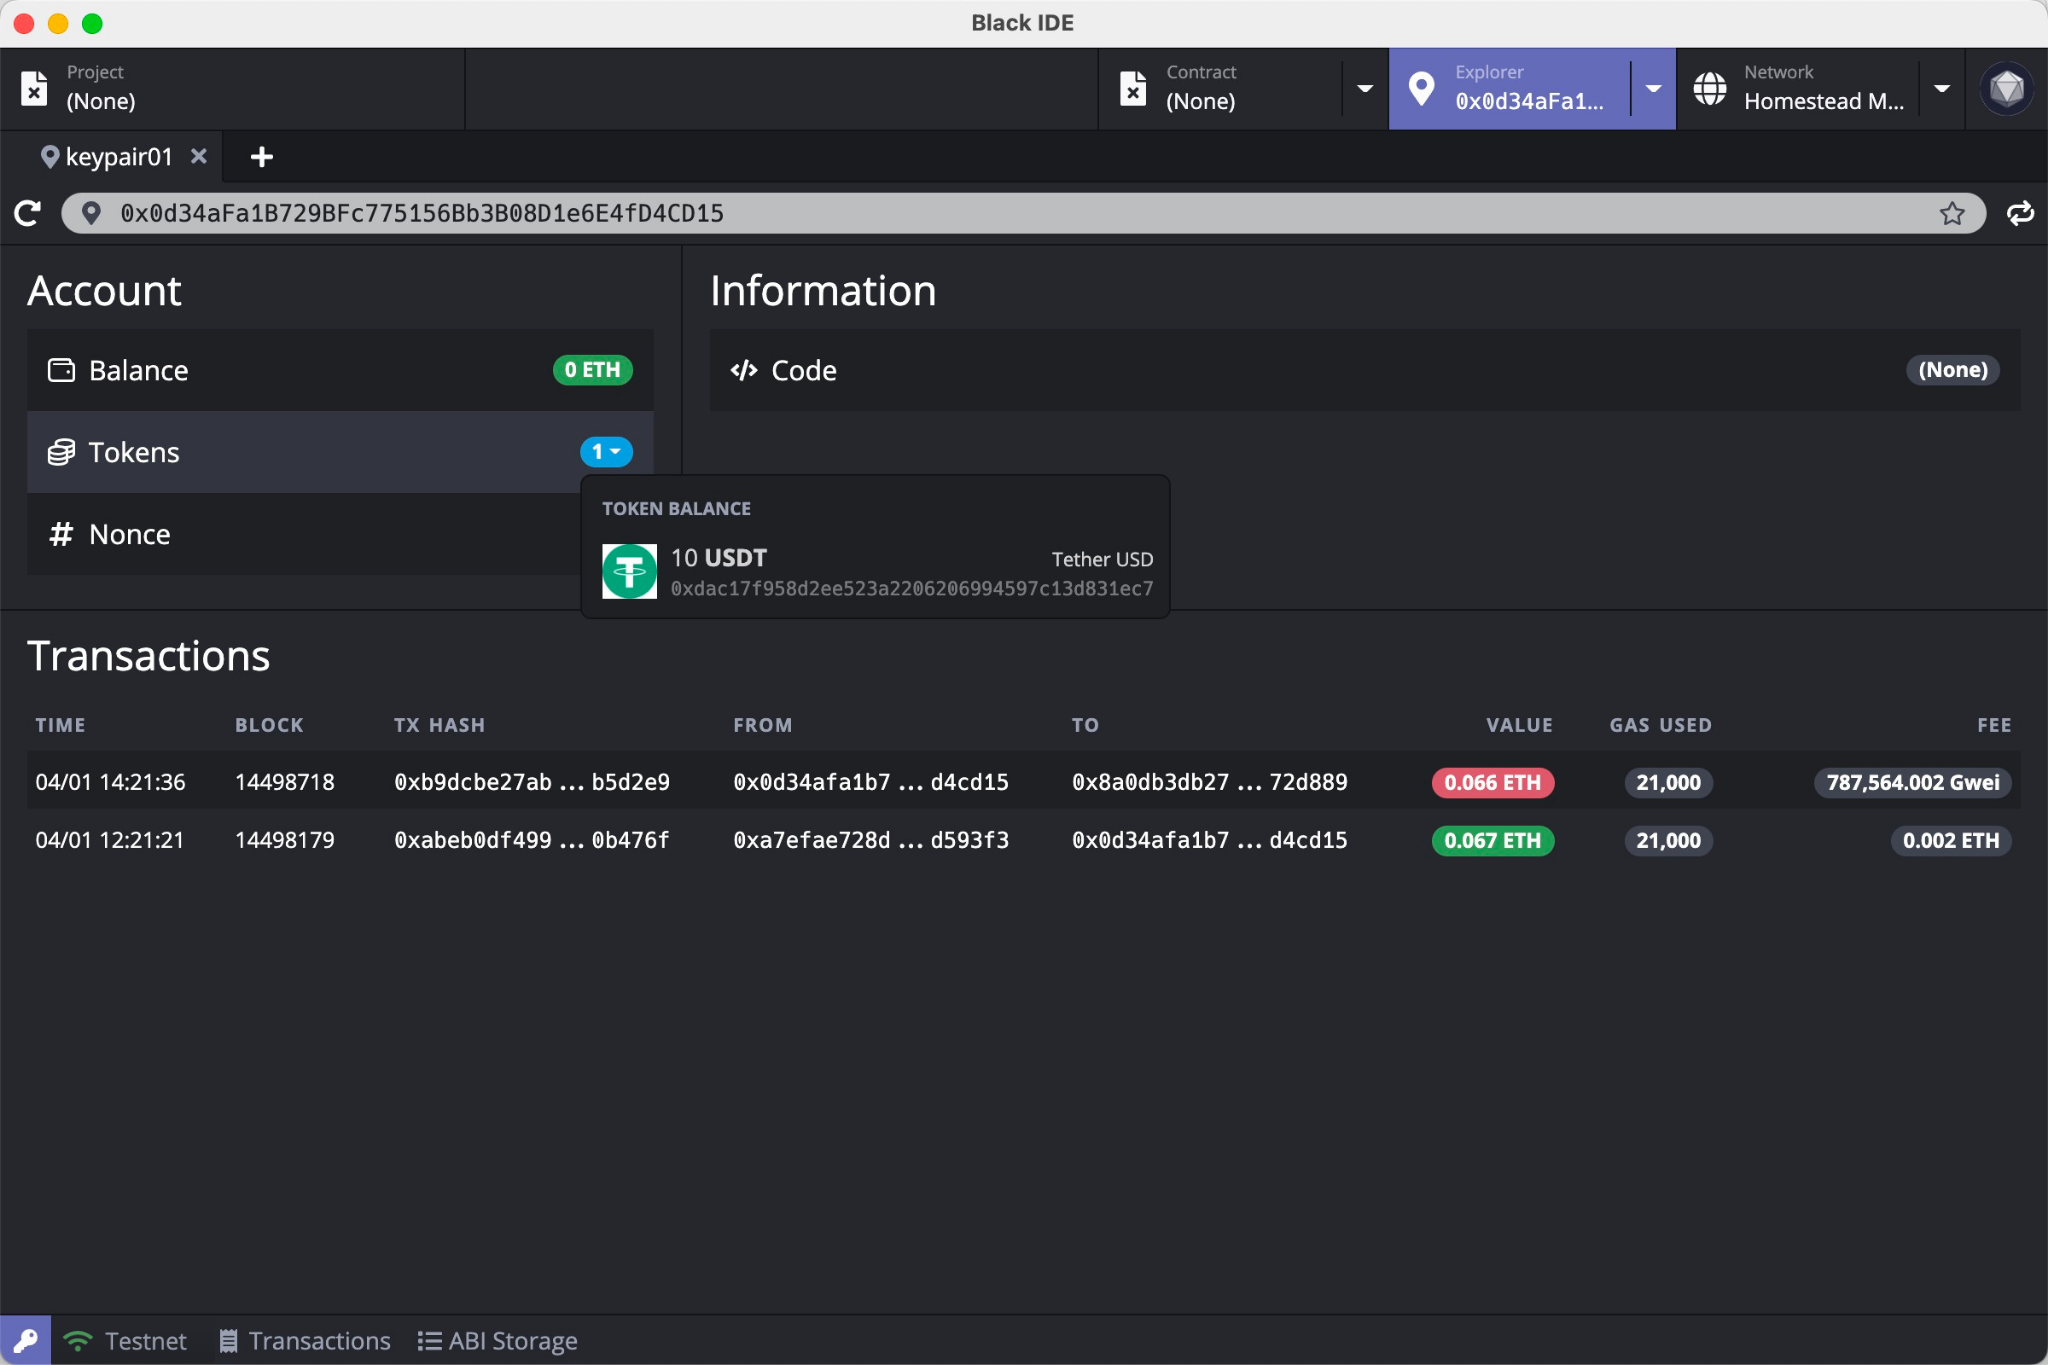 Black IDE
Project
(None)
Contract
(None)
Explorer
0x0d34aFa1...
Network
Homestead M...
keypair01
0x0d34aFa1B729BFc775156Bb3B08D1e6E4fD4CD15
Account
Balance 0 ETH
Tokens 1
Nonce
Information
Code (None)
TOKEN BALANCE
10 USDT Tether USD
0xdac17f958d2ee523a2206206994597c13d831ec7
Transactions
TIME BLOCK TX HASH FROM TO VALUE GAS USED FEE
04/01 14:21:36 14498718 0xb9dcbe27ab ... b5d2e9 0x0d34afa1b7 ... d4cd15 0x8a0db3db27 ... 72d889 0.066 ETH 21,000 787,564.002 Gwei
04/01 12:21:21 14498179 0xabeb0df499 ... 0b476f 0xa7efae728d ... d593f3 0x0d34afa1b7 ... d4cd15 0.067 ETH 21,000 0.002 ETH
Testnet Transactions ABI Storage